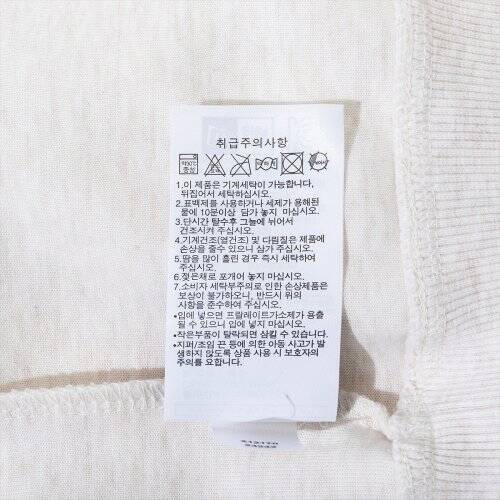 취급주의사항
약30℃
중성
1.이 제품은 기계세탁이 가능합니다.
뒤집어서 세탁하십시오.
2.표백제를 사용하거나 세제가 용해된
물에 10분이상 담가 놓지 마십시오.
3.단시간 탈수후 그늘에 뉘어서
건조시켜 주십시오.
4.기계건조(열건조) 및 다림질은 제품에
손상을 줄수 있으니 삼가 주십시오.
5.땀을 많이 흘린 경우 즉시 세탁하여
주십시오.
6.젖은채로 포개어 놓지 마십시오.
7.소비자 세탁부주의로 인한 손상제품은
보상이 불가하오니, 반드시 위의
사항을 준수하여 주십시오.
•입에 넣으면 프탈레이트가소제가 용출
될 수 있으니 입에 넣지 마십시오.
•작은부품이 탈락되면 삼킬 수 있습니다.
•지퍼/조임 끈 등에 의한 아동 사고가 발
생하지 않도록 상품 사용 시 보호자의
주의를 요합니다.